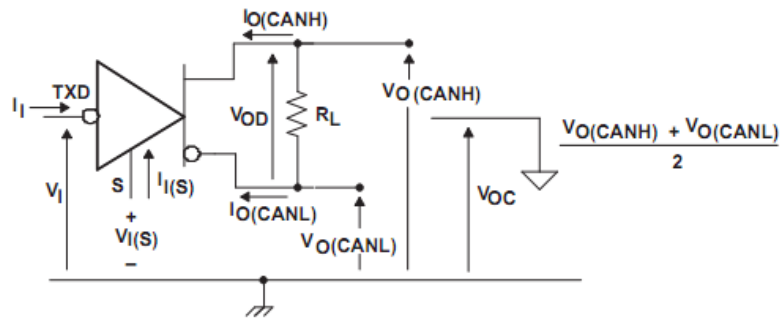 IO(CANH)
TXD
II
VOD
RL
VO(CANH)
VO(CANH) + VO(CANL)
2
VI
S
II(S)
IO(CANL)
VOC
+
VI(S)
–
VO(CANL)